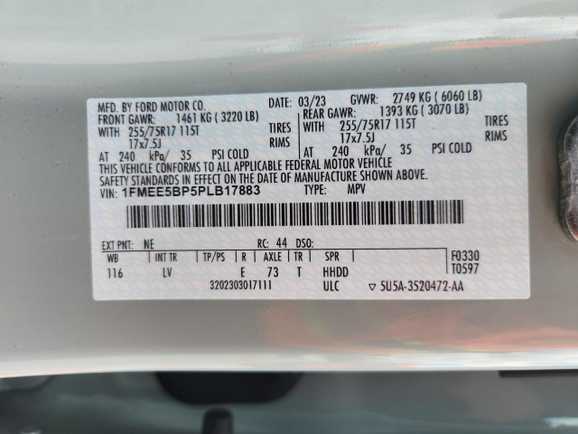 MFD. BY FORD MOTOR CO. DATE: 03/23 GVWR: 2749 KG ( 6060 LB)
FRONT GAWR: 1461 KG ( 3220 LB) REAR GAWR: 1393 KG ( 3070 LB)
WITH TIRES WITH TIRES
255/75R17 115T 255/75R17 115T
17x7.5J RIMS 17x7.5J RIMS
AT 240 kPa/ 35 PSI COLD AT 240 kPa/ 35 PSI COLD
THIS VEHICLE CONFORMS TO ALL APPLICABLE FEDERAL MOTOR VEHICLE
SAFETY STANDARDS IN EFFECT ON THE DATE OF MANUFACTURE SHOWN ABOVE.
VIN: 1FMEE5BP5PLB17883 TYPE: MPV
EXT PNT: NE RC: 44 DSO:
WB INT TR TP/PS R AXLE TR SPR F0330
116 LV E 73 T HHDD T0597
3202303017111 ULC ▽ 5U5A-3520472-AA